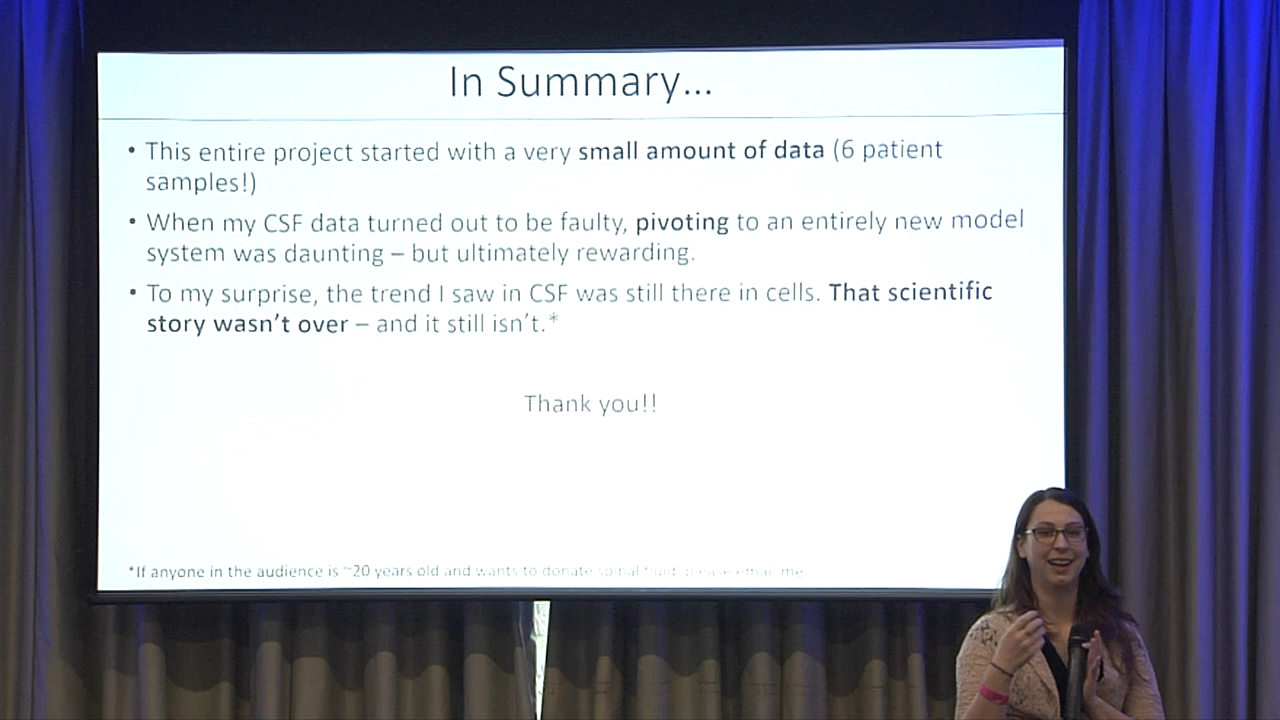 In Summary...
• This entire project started with a very small amount of data (6 patient
samples!)
• When my CSF data turned out to be faulty, pivoting to an entirely new model
system was daunting – but ultimately rewarding.
• To my surprise, the trend I saw in CSF was still there in cells. That scientific
story wasn't over – and it still isn't.*
Thank you!!
*If anyone in the audience is ~20 years old and wants to donate spinal fluid, please email me